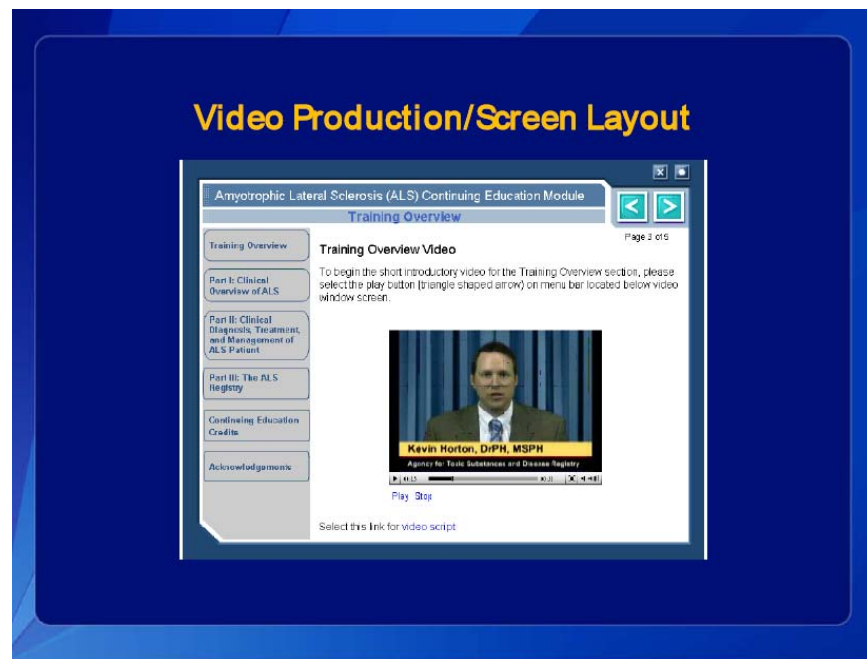 Video Production/Screen Layout
Amyotrophic Lateral Sclerosis (ALS) Continuing Education Module
Training Overview
Page 3 of 5
Training Overview
Part I: Clinical
Overview of ALS
Part II: Clinical
Diagnosis, Treatment,
and Management of
ALS Patient
Part III: The ALS
Registry
Continuing Education
Credits
Acknowledgements
Training Overview Video
To begin the short introductory video for the Training Overview section, please
select the play button (triangle shaped arrow) on menu bar located below video
window screen.
Kevin Horton, DrPH, MSPH
Agency for Toxic Substances and Disease Registry
Play Stop
Select this link for video script